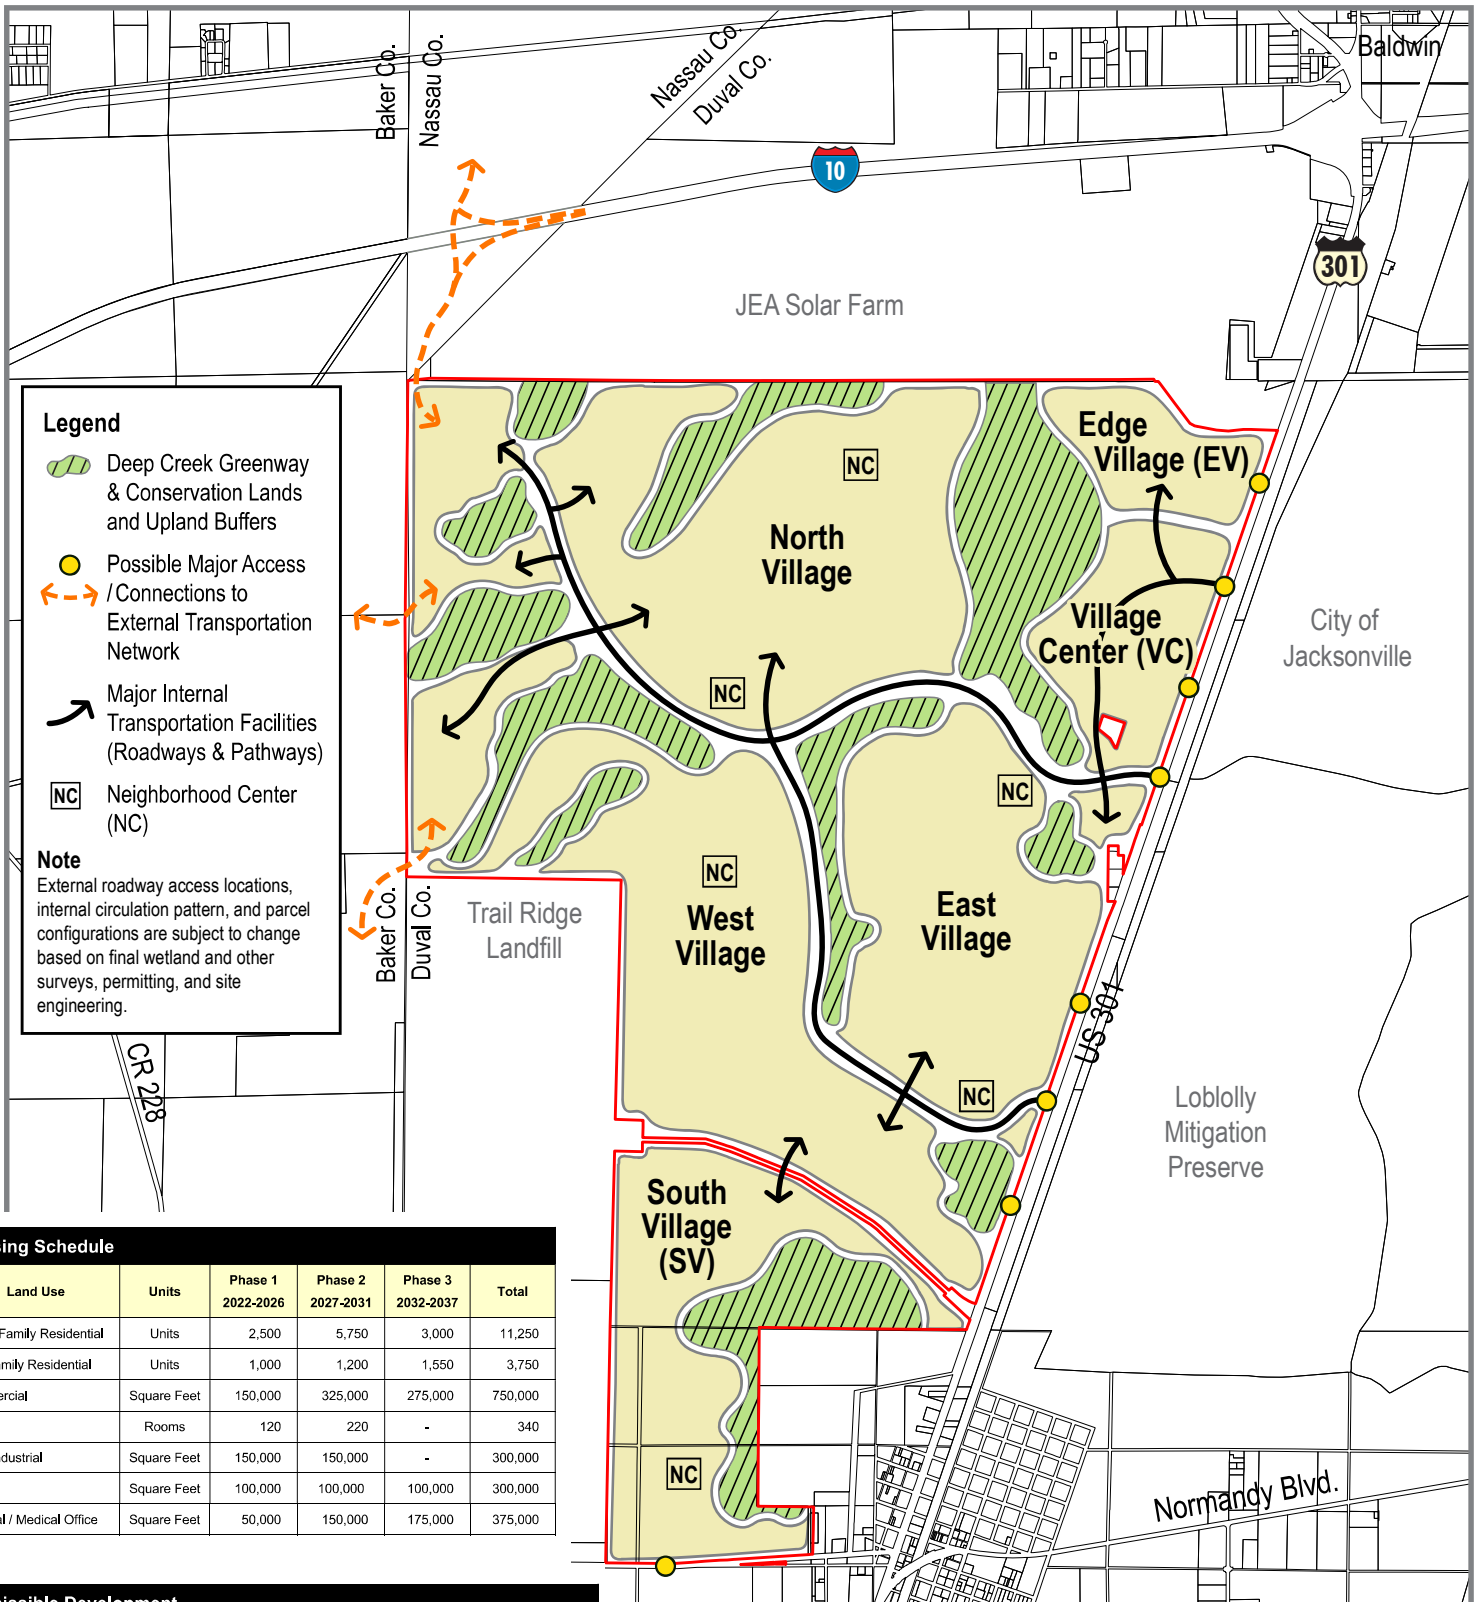 Baldwin
Baker Co.
Nassau Co.
Nassau Co.
Duval Co.
10
301
JEA Solar Farm
Legend
Deep Creek Greenway
& Conservation Lands
and Upland Buffers
Possible Major Access
/Connections to
External Transportation
Network
Major Internal
Transportation Facilities
(Roadways & Pathways)
NC
Neighborhood Center
(NC)
Note
External roadway access locations,
internal circulation pattern, and parcel
configurations are subject to change
based on final wetland and other
surveys, permitting, and site
engineering.
Edge
Village (EV)
NC
North
Village
Village
Center (VC)
City of
Jacksonville
NC
NC
NC
West
Village
East
Village
Trail Ridge
Landfill
Baker Co.
Duval Co.
US 301
CR 228
NC
Loblolly
Mitigation
Preserve
South
Village
(SV)
NC
Normandy Blvd.
sing Schedule
Land Use Units Phase 1 2022-2026 Phase 2 2027-2031 Phase 3 2032-2037 Total
Family Residential Units 2,500 5,750 3,000 11,250
mily Residential Units 1,000 1,200 1,550 3,750
ercial Square Feet 150,000 325,000 275,000 750,000
Rooms 120 220 - 340
dustrial Square Feet 150,000 150,000 - 300,000
Square Feet 100,000 100,000 100,000 300,000
al / Medical Office Square Feet 50,000 150,000 175,000 375,000